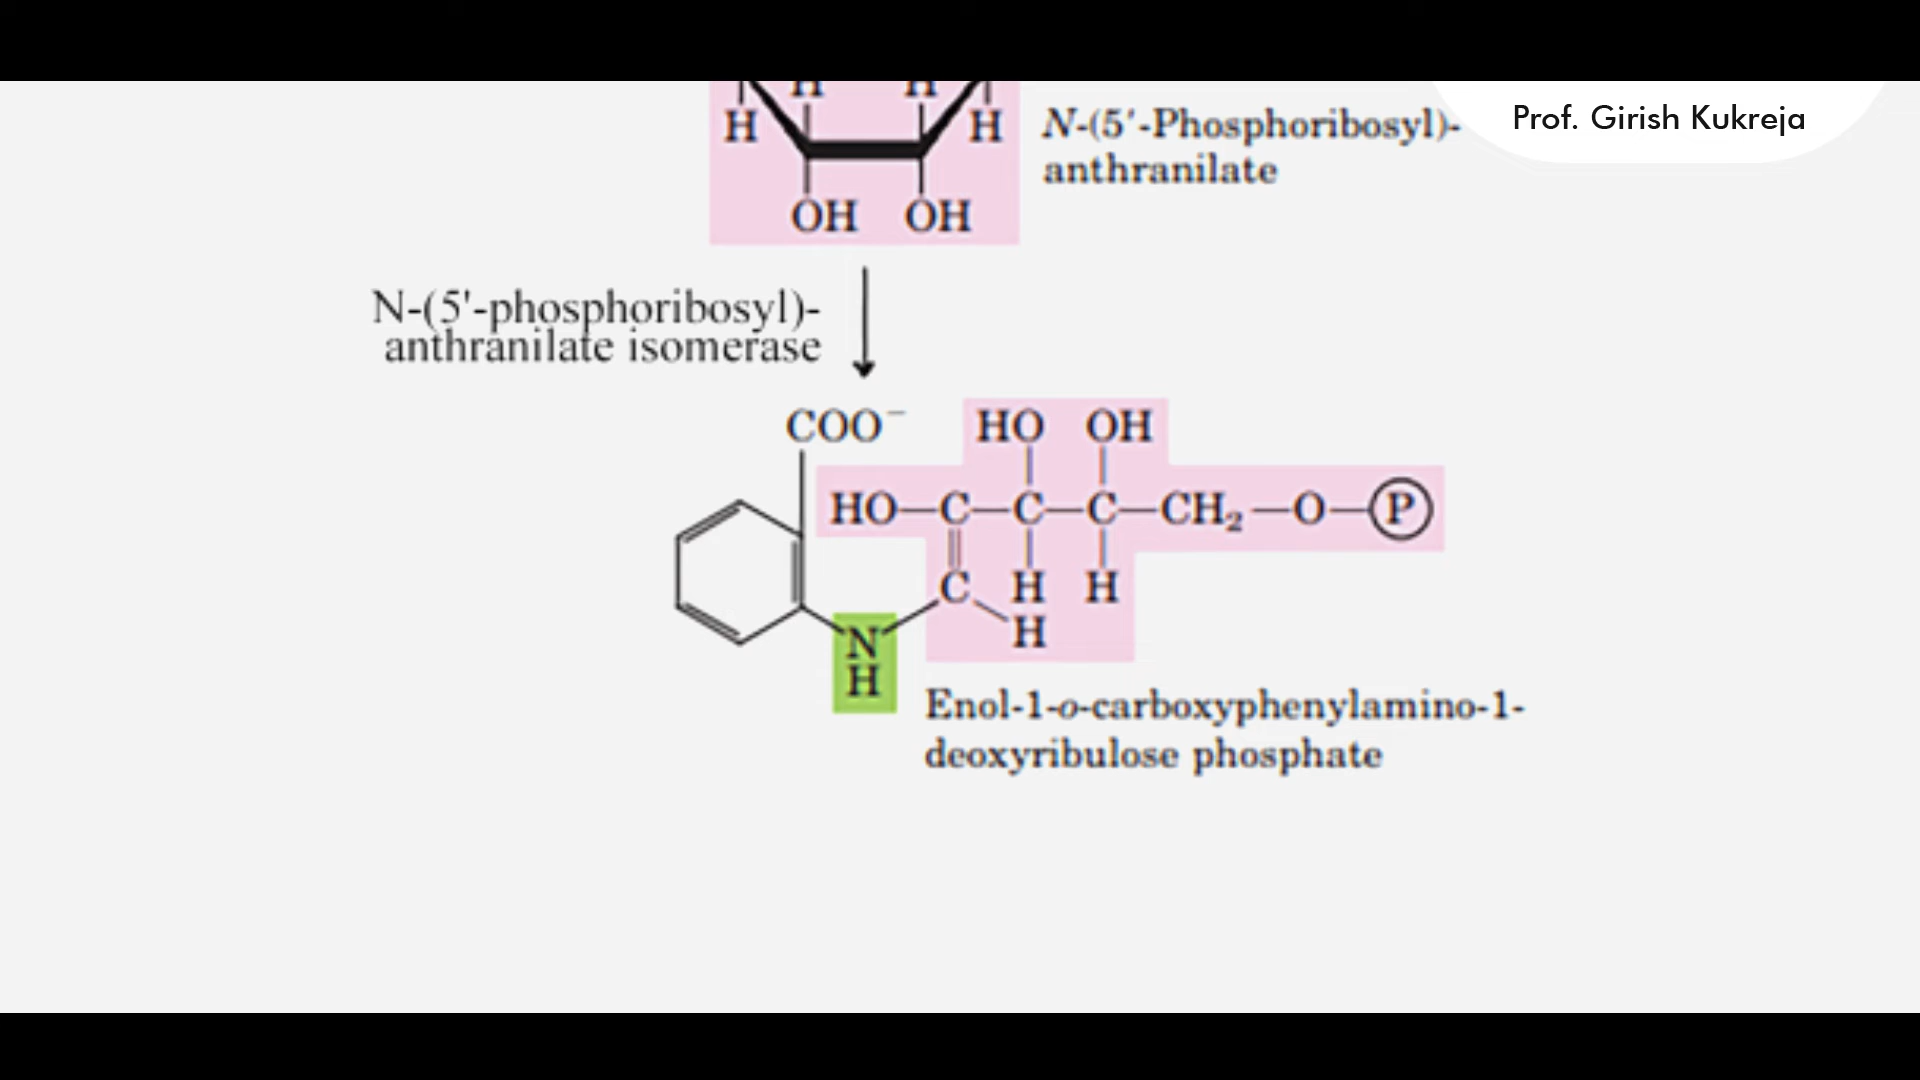 Prof. Girish Kukreja
H H
H H
N-(5′-Phosphoribosyl)-
anthranilate
OH OH
N-(5'-phosphoribosyl)-
anthranilate isomerase
COO⁻
HO OH
HO—C—C—C—CH₂—O—P
C H H
H
N
H
Enol-1-o-carboxyphenylamino-1-
deoxyribulose phosphate